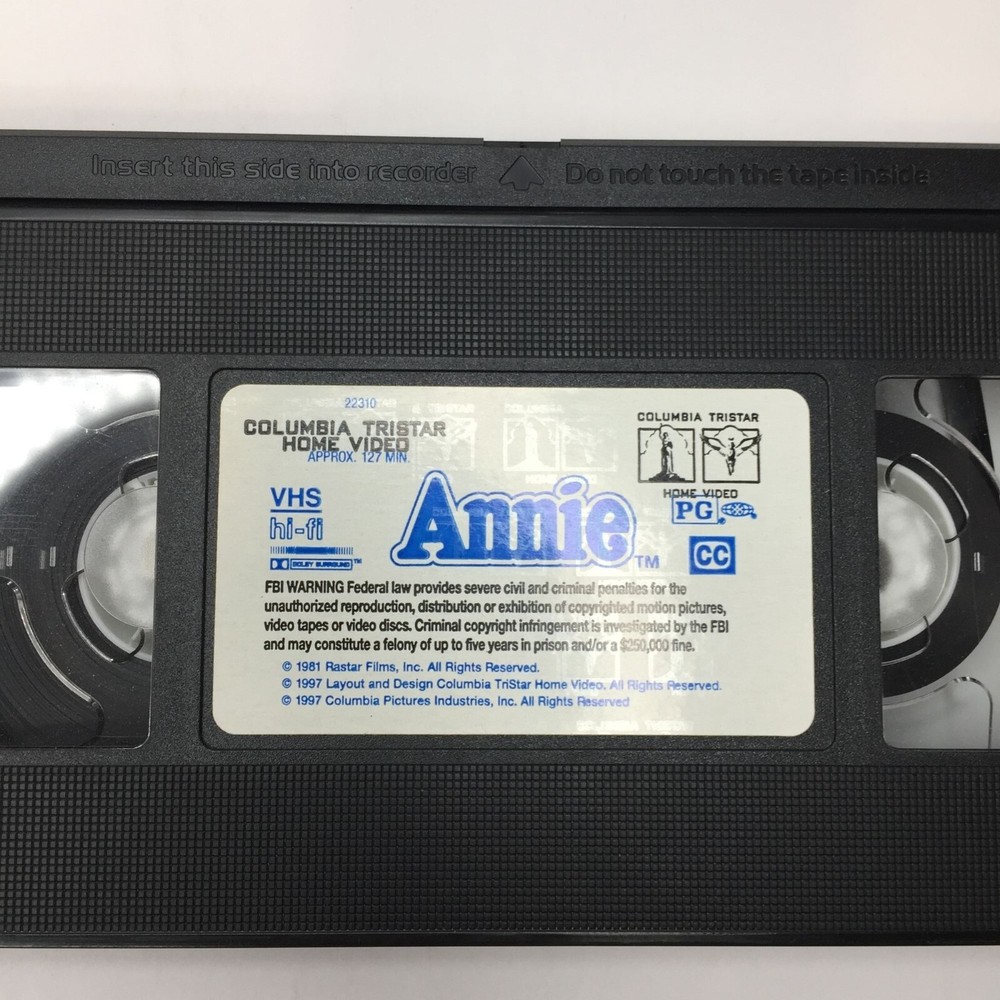 Insert this side into recorder Do not touch the tape inside
22310
COLUMBIA TRISTAR
HOME VIDEO
APPROX. 127 MIN.
COLUMBIA TRISTAR
HOME VIDEO
VHS
hi-fi
DOLBY SURROUND™
Annie™
PG
CC
FBI WARNING Federal law provides severe civil and criminal penalties for the
unauthorized reproduction, distribution or exhibition of copyrighted motion pictures,
video tapes or video discs. Criminal copyright infringement is investigated by the FBI
and may constitute a felony of up to five years in prison and/or a $250,000 fine.
© 1981 Rastar Films, Inc. All Rights Reserved.
© 1997 Layout and Design Columbia TriStar Home Video. All Rights Reserved.
© 1997 Columbia Pictures Industries, Inc. All Rights Reserved